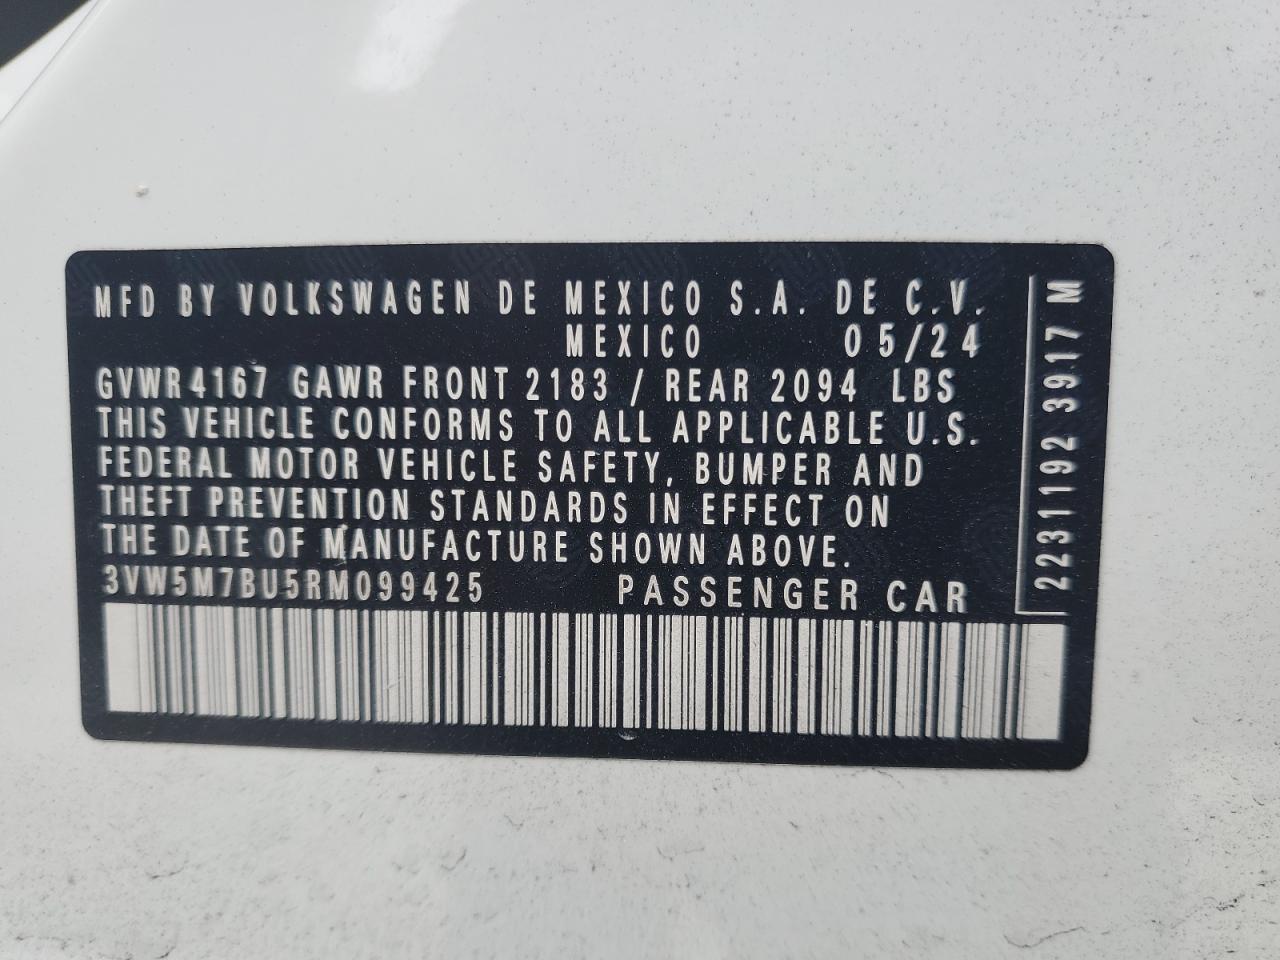 MFD BY VOLKSWAGEN DE MEXICO S.A. DE C.V.
MEXICO 05/24
GVWR 4167 GAWR FRONT 2183 / REAR 2094 LBS
THIS VEHICLE CONFORMS TO ALL APPLICABLE U.S.
FEDERAL MOTOR VEHICLE SAFETY, BUMPER AND
THEFT PREVENTION STANDARDS IN EFFECT ON
THE DATE OF MANUFACTURE SHOWN ABOVE.
3VW5M7BU5RM099425 PASSENGER CAR
2231192 3917 M